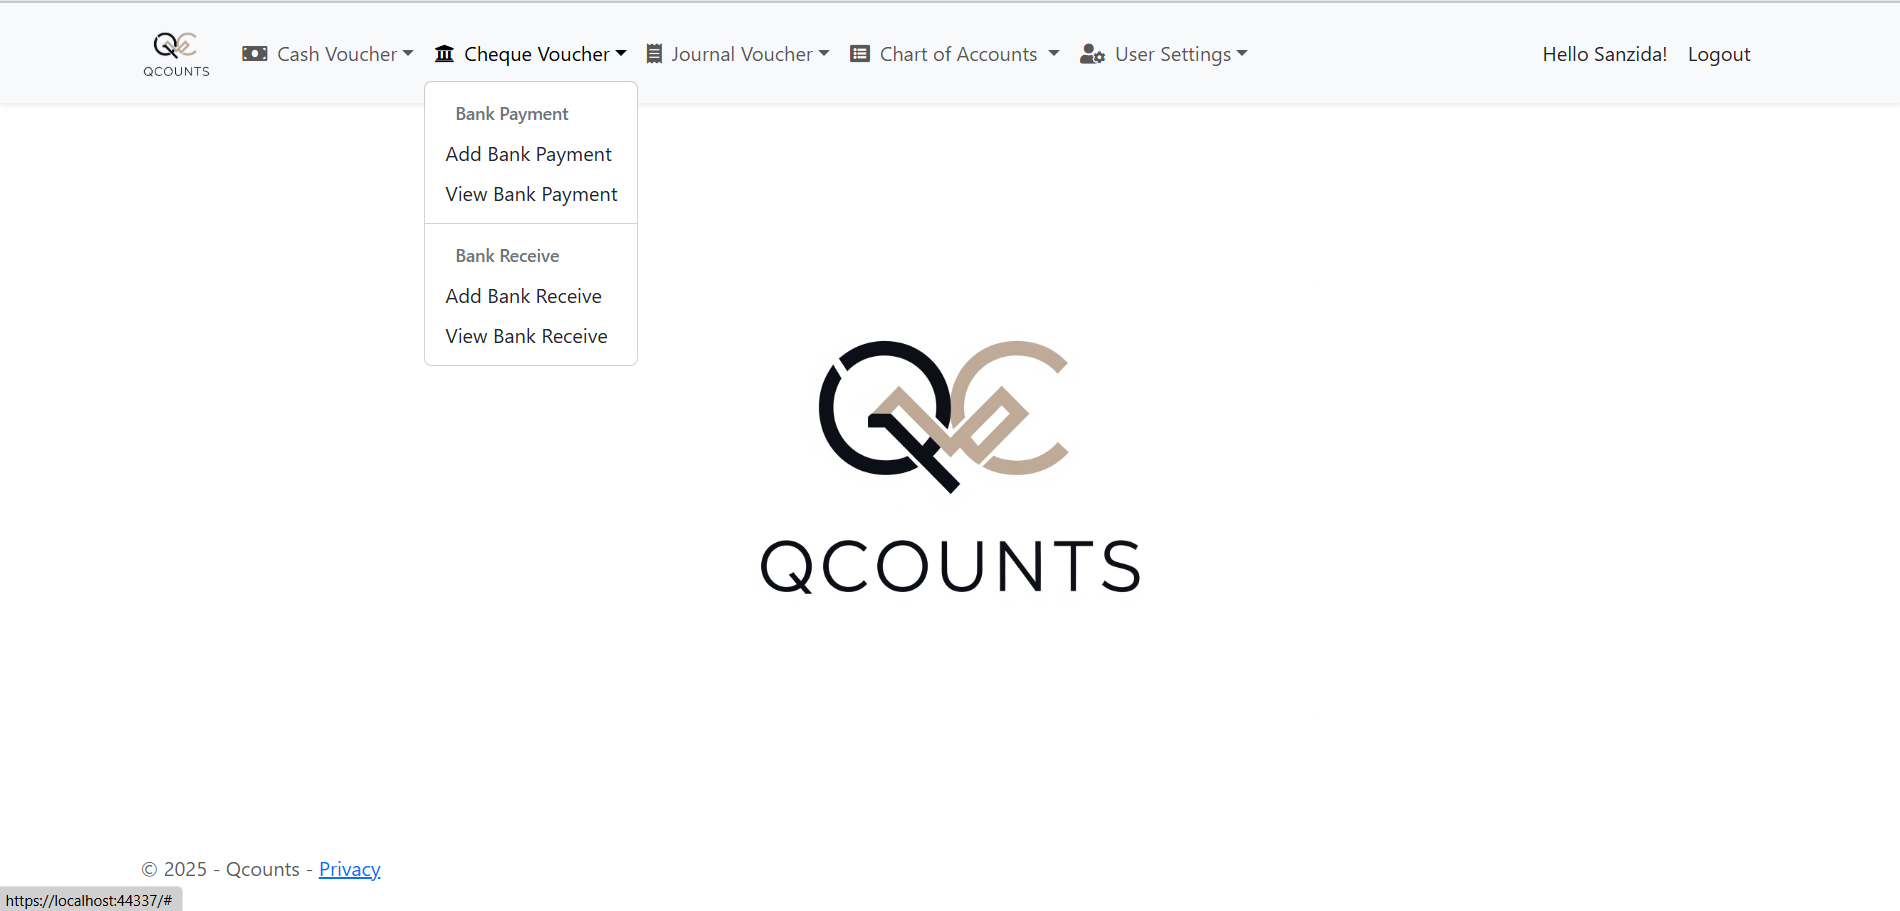 QCOUNTS
Cash Voucher Cheque Voucher Journal Voucher Chart of Accounts User Settings Hello Sanzida! Logout
Bank Payment
Add Bank Payment
View Bank Payment
Bank Receive
Add Bank Receive
View Bank Receive
QC
QCOUNTS
© 2025 - Qcounts - Privacy
https://localhost:44337/#